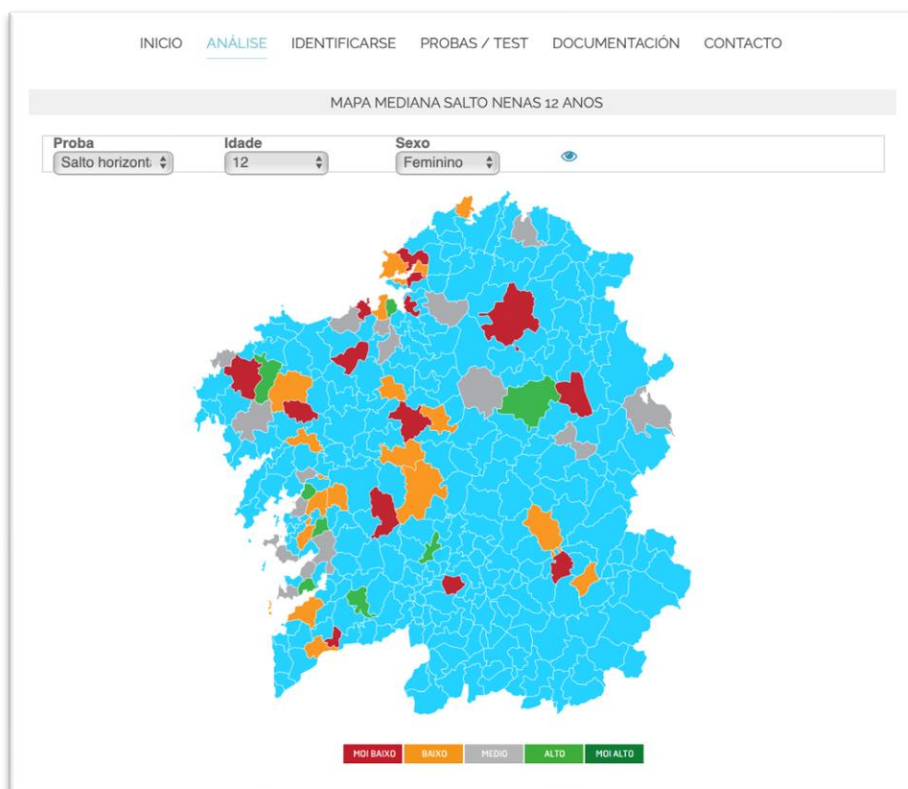 INICIO ANÁLISE IDENTIFICARSE PROBAS / TEST DOCUMENTACIÓN CONTACTO
MAPA MEDIANA SALTO NENAS 12 ANOS
Proba Idade Sexo
Salto horizont 12 Feminino
MOI BAIXO BAIXO MEDIO ALTO MOI ALTO